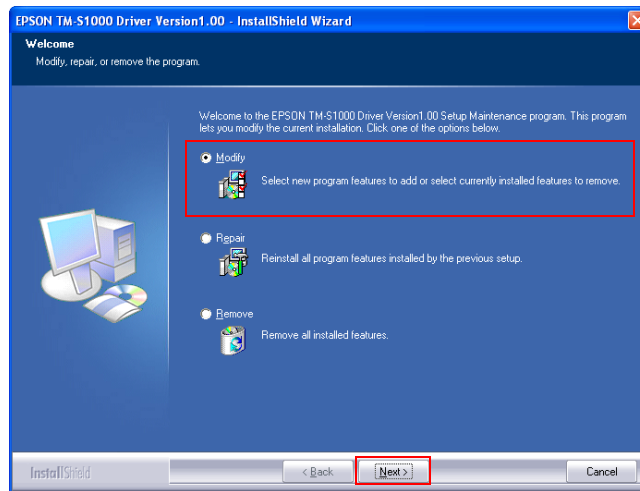 EPSON TM-S1000 Driver Version1.00 - InstallShield Wizard
Welcome
Modify, repair, or remove the program.
Welcome to the EPSON TM-S1000 Driver Version1.00 Setup Maintenance program. This program
lets you modify the current installation. Click one of the options below.
Modify
Select new program features to add or select currently installed features to remove.
Repair
Reinstall all program features installed by the previous setup.
Remove
Remove all installed features.
InstallShield
< Back
Next >
Cancel